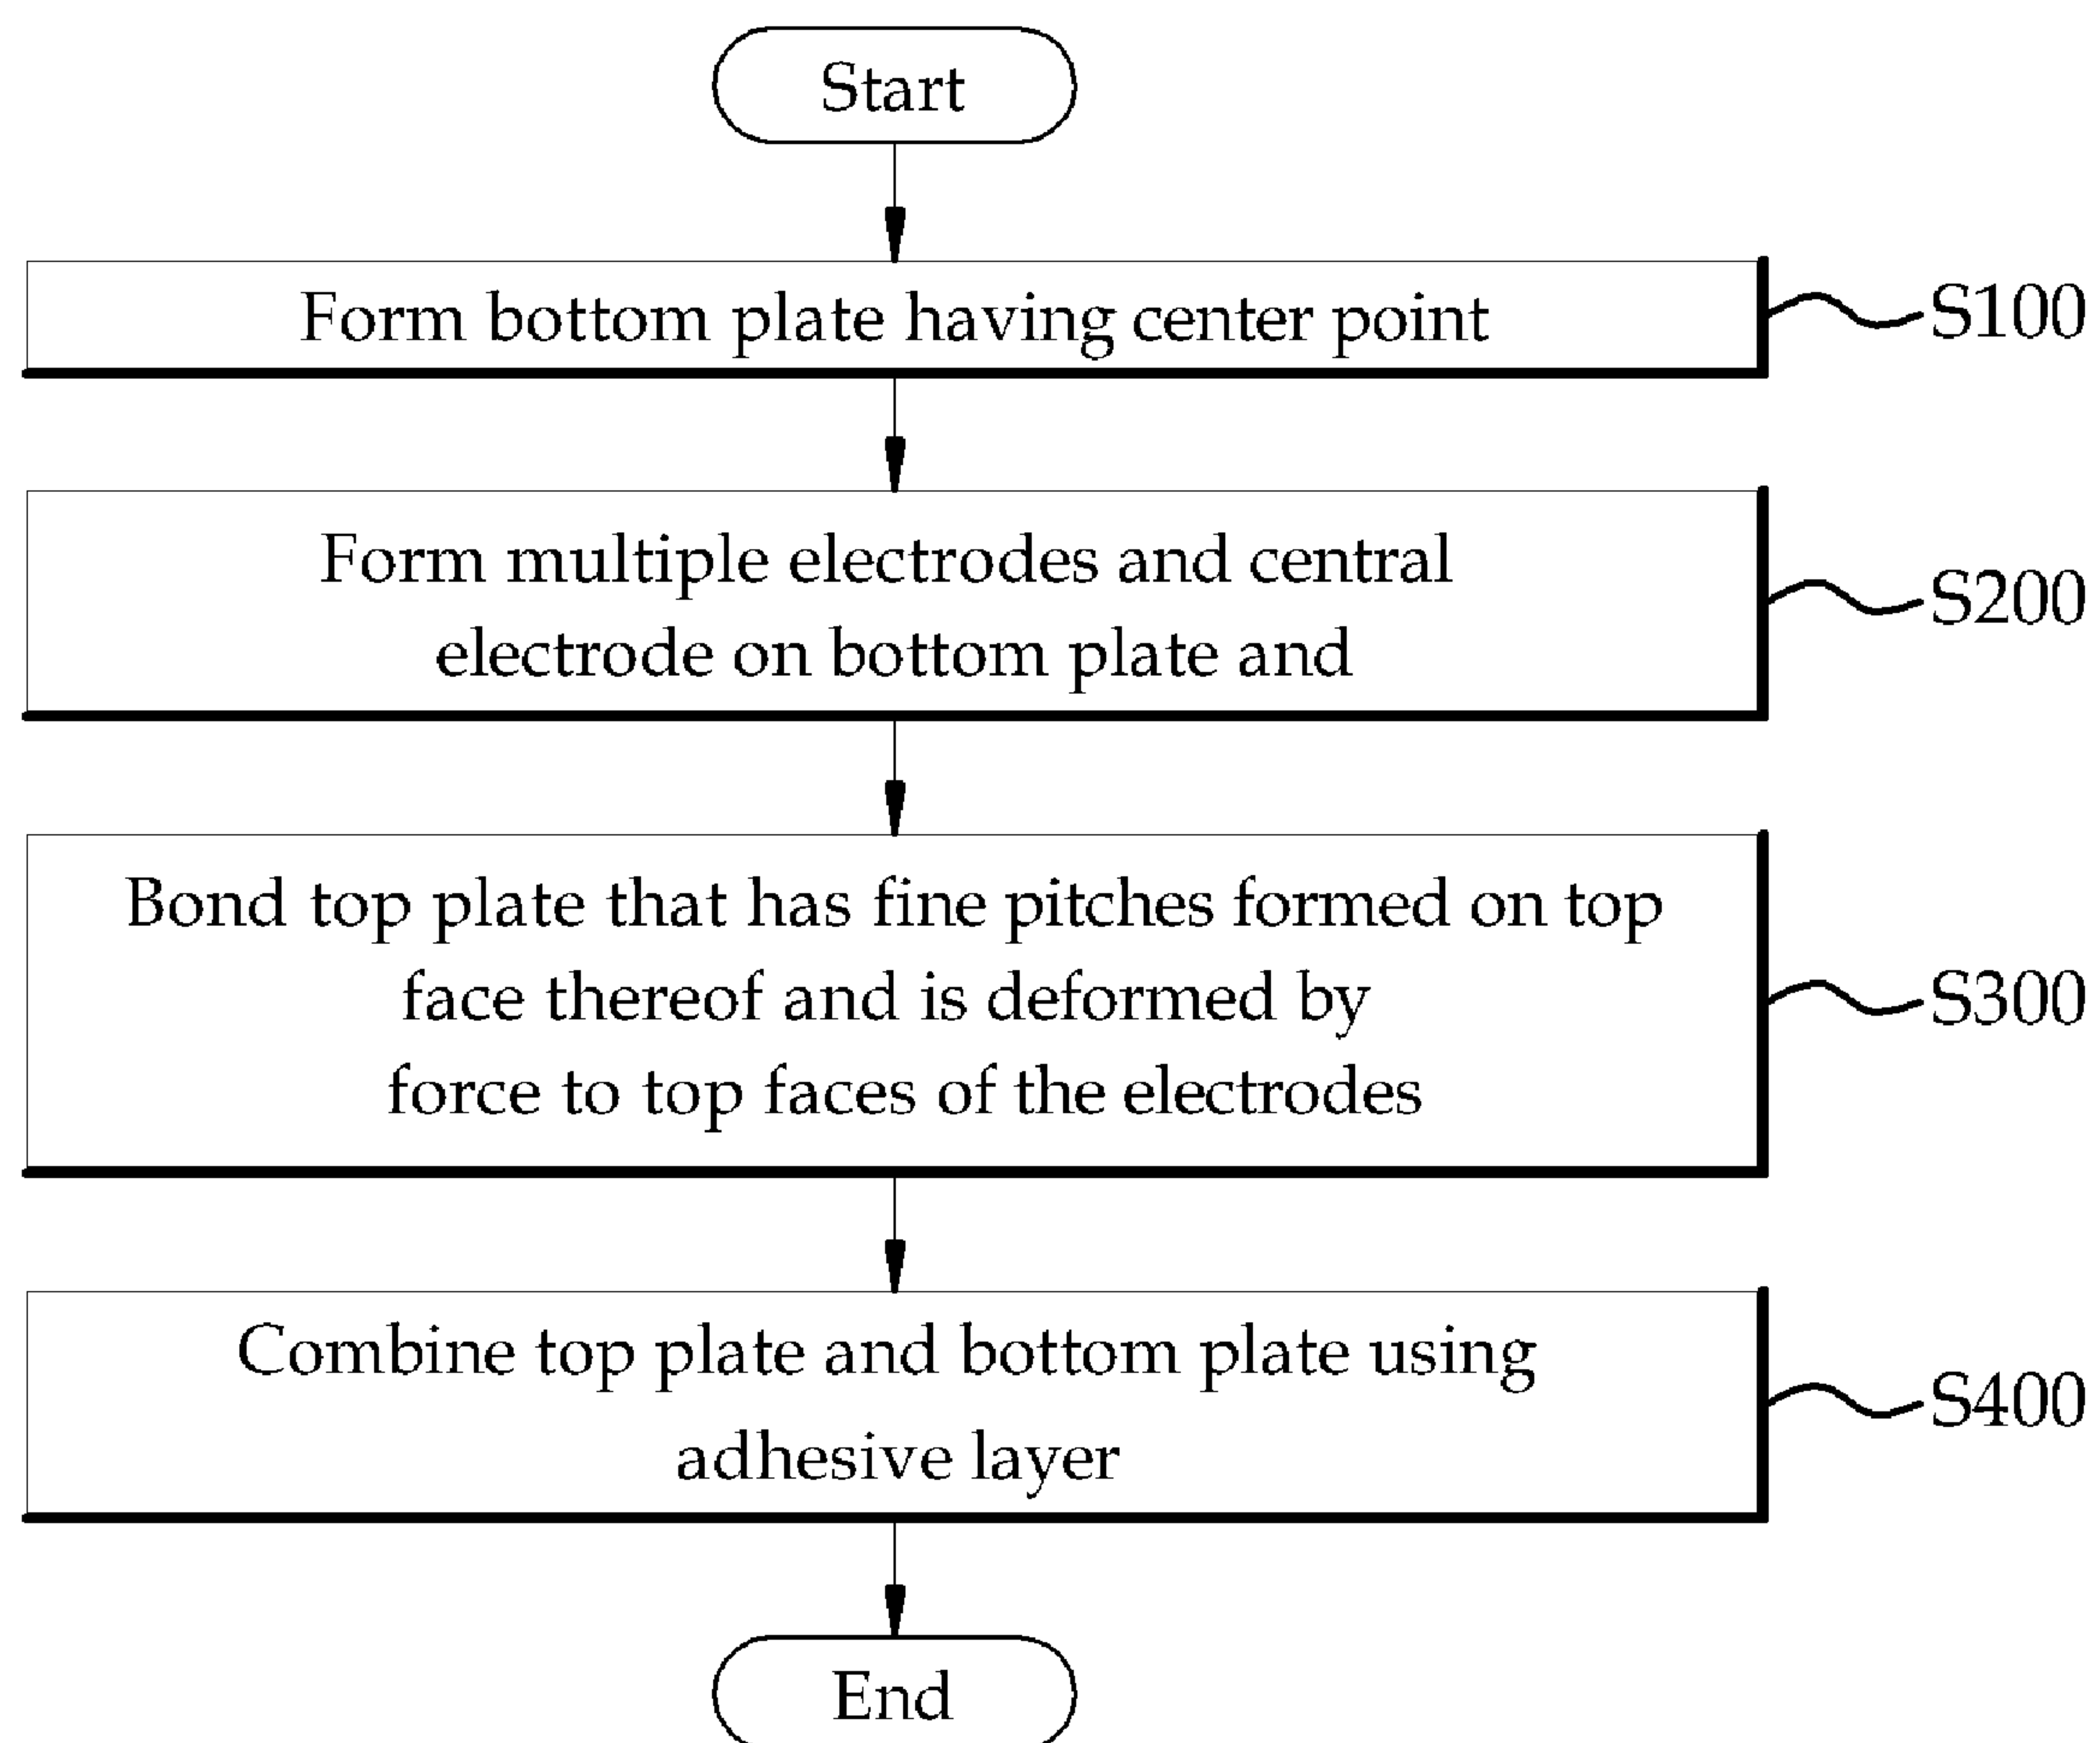 Start
Form bottom plate having center point
S100
Form multiple electrodes and central
electrode on bottom plate and
S200
Bond top plate that has fine pitches formed on top
face thereof and is deformed by
force to top faces of the electrodes
S300
Combine top plate and bottom plate using
adhesive layer
S400
End